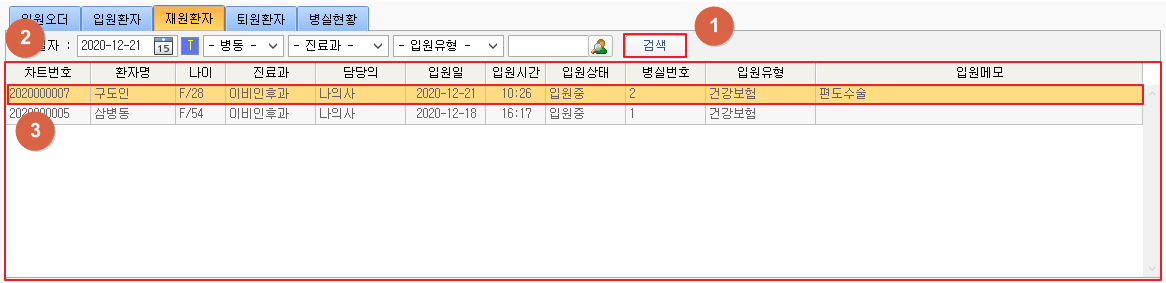 입원환자 재원환자 퇴원환자 병실현황
1
2 자 : 2020-12-21 15 T - 병동 - - 진료과 - - 입원유형 - 검색
차트번호 환자명 나이 진료과 담당의 입원일 입원시간 입원상태 병실번호 입원유형 입원메모
2020000007 구도인 F/28 이비인후과 나의사 2020-12-21 10:26 입원중 2 건강보험 편도수술
2020000005 삼병동 F/54 이비인후과 나의사 2020-12-18 16:17 입원중 1 건강보험
3